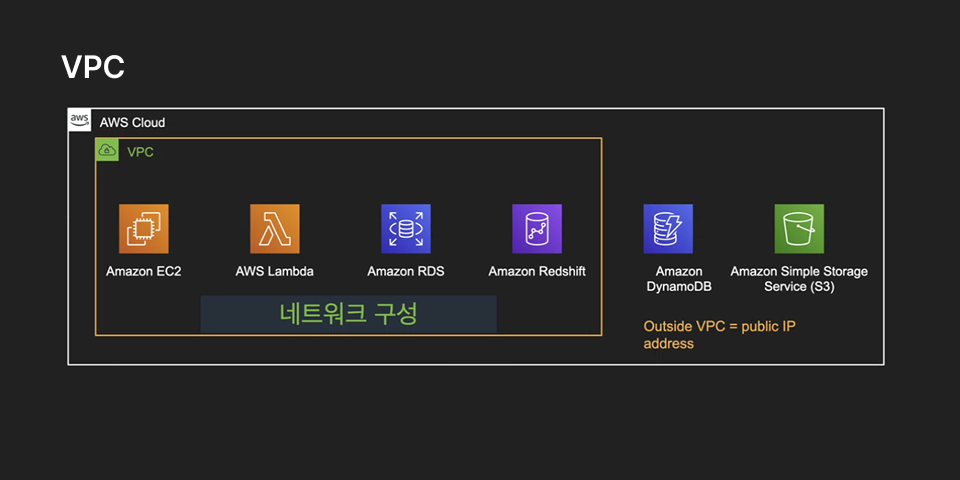 VPC
aws
AWS Cloud
VPC
Amazon EC2
AWS Lambda
Amazon RDS
Amazon Redshift
Amazon
DynamoDB
Amazon Simple Storage
Service (S3)
네트워크 구성
Outside VPC = public IP
address